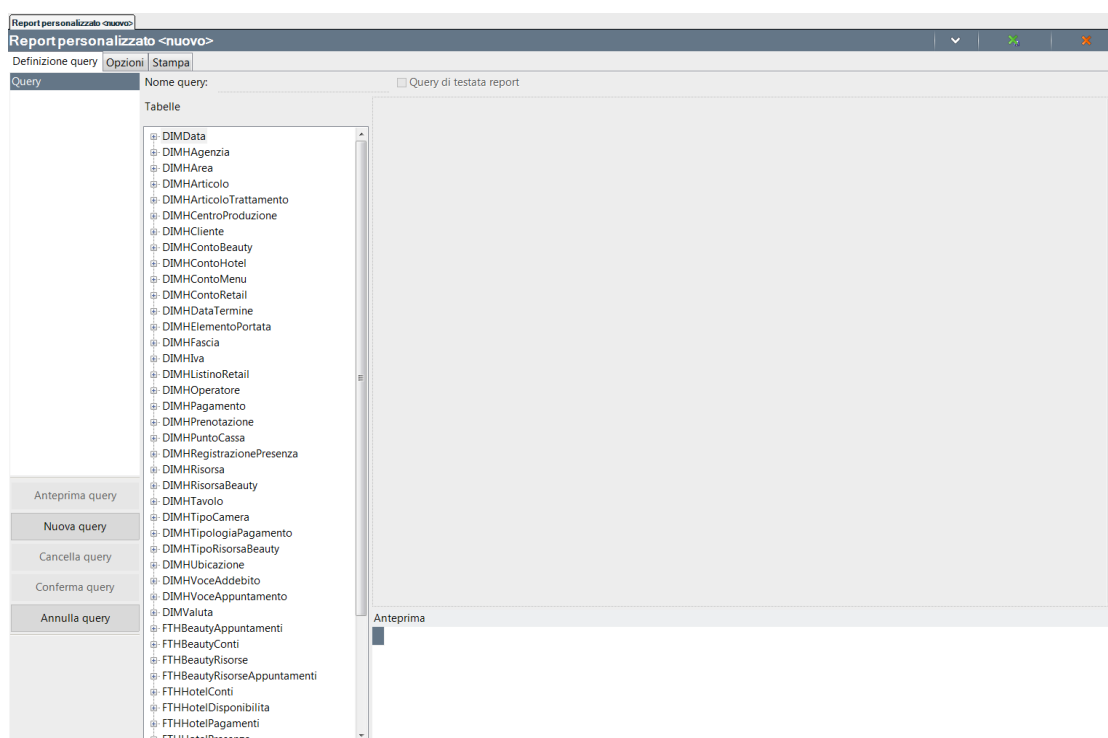 Report personalizzato <nuovo>
Report personalizzato <nuovo>
Definizione query Opzioni Stampa
Query
Nome query:
Query di testata report
Tabelle
DIMData
DIMHAgenzia
DIMHArea
DIMHArticolo
DIMHArticoloTrattamento
DIMHCentroProduzione
DIMHCliente
DIMHContoBeauty
DIMHContoHotel
DIMHContoMenu
DIMHContoRetail
DIMHDataTermine
DIMHElementoPortata
DIMHFascia
DIMHIva
DIMHListinoRetail
DIMHOperatore
DIMHPagamento
DIMHPrenotazione
DIMHPuntoCassa
DIMHRegistrazionePresenza
DIMHRisorsa
DIMHRisorsaBeauty
DIMHTavolo
DIMHTipoCamera
DIMHTipologiaPagamento
DIMHTipoRisorsaBeauty
DIMHUbicazione
DIMHVoceAddebito
DIMHVoceAppuntamento
DIMValuta
FTHBeautyAppuntamenti
FTHBeautyConti
FTHBeautyRisorse
FTHBeautyRisorseAppuntamenti
FTHHotelConti
FTHHotelDisponibilita
FTHHotelPagamenti
Anteprima query
Nuova query
Cancella query
Conferma query
Annulla query
Anteprima